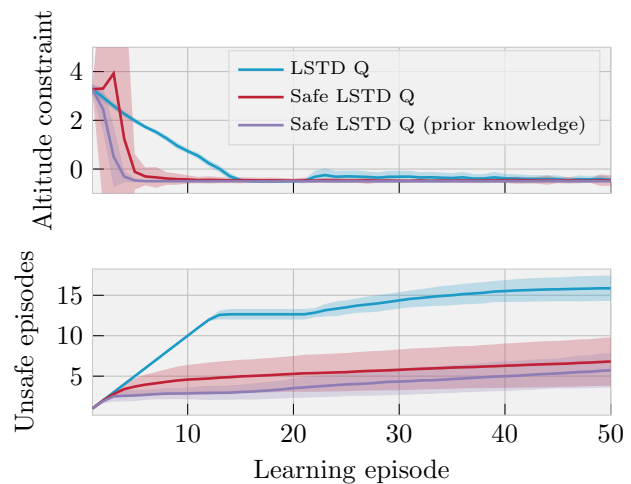 Altitude constraint
4
2
0
LSTD Q
Safe LSTD Q
Safe LSTD Q (prior knowledge)
Unsafe episodes
15
10
5
10 20 30 40 50
Learning episode